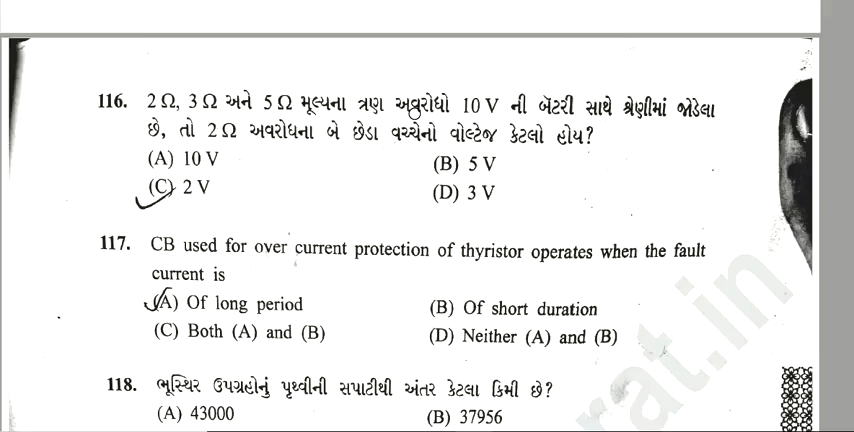 116. 2 Ω, 3 Ω અને 5 Ω મૂલ્યના ત્રણ અવરોધો 10 V ની બૅટરી સાથે શ્રેણીમાં જોડેલા
છે, તો 2 Ω અવરોધના બે છેડા વચ્ચેનો વોલ્ટેજ કેટલો હોય?
(A) 10 V (B) 5 V
(C) 2 V (D) 3 V
117. CB used for over current protection of thyristor operates when the fault
current is
(A) Of long period (B) Of short duration
(C) Both (A) and (B) (D) Neither (A) and (B)
118. ભૂસ્થિર ઉપગ્રહોનું પૃથ્વીની સપાટીથી અંતર કેટલા કિમી છે?
(A) 43000 (B) 37956
rat.in